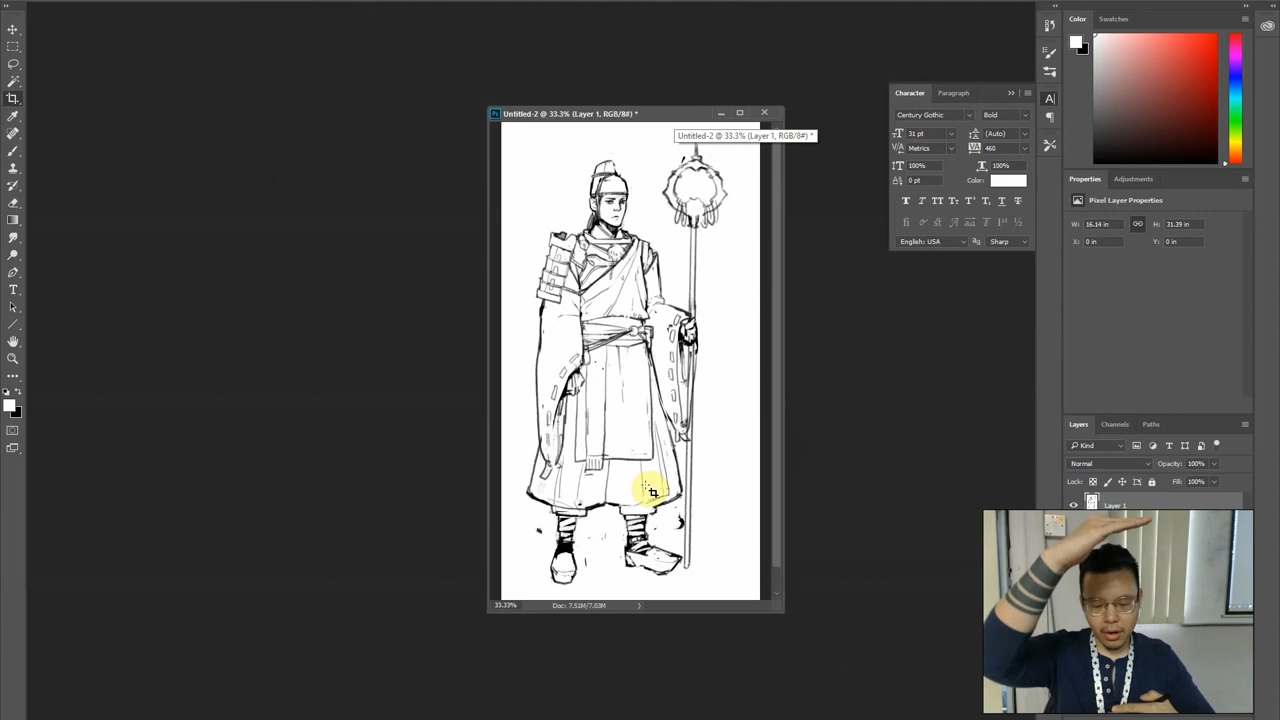 Color
Swatches
Untitled-2 @ 33.3% (Layer 1, RGB/8#) *
Untitled-2 @ 33.3% (Layer 1, RGB/8#) *
Character
Paragraph
Century Gothic
Bold
31 pt
(Auto)
Metrics
460
100%
100%
0 pt
Color:
English: USA
Sharp
Properties
Adjustments
Pixel Layer Properties
W: 16.14 in
H: 31.39 in
X: 0 in
Y: 0 in
Layers
Channels
Paths
Kind
Normal
Opacity: 100%
Lock:
Fill: 100%
Layer 1
33.33%
Doc: 7.51M/7.03M